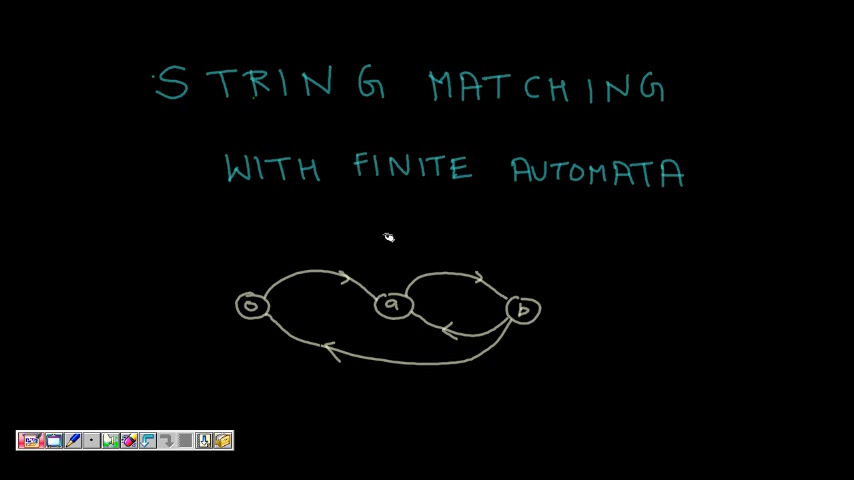 STRING MATCHING
WITH FINITE AUTOMATA
0 a b